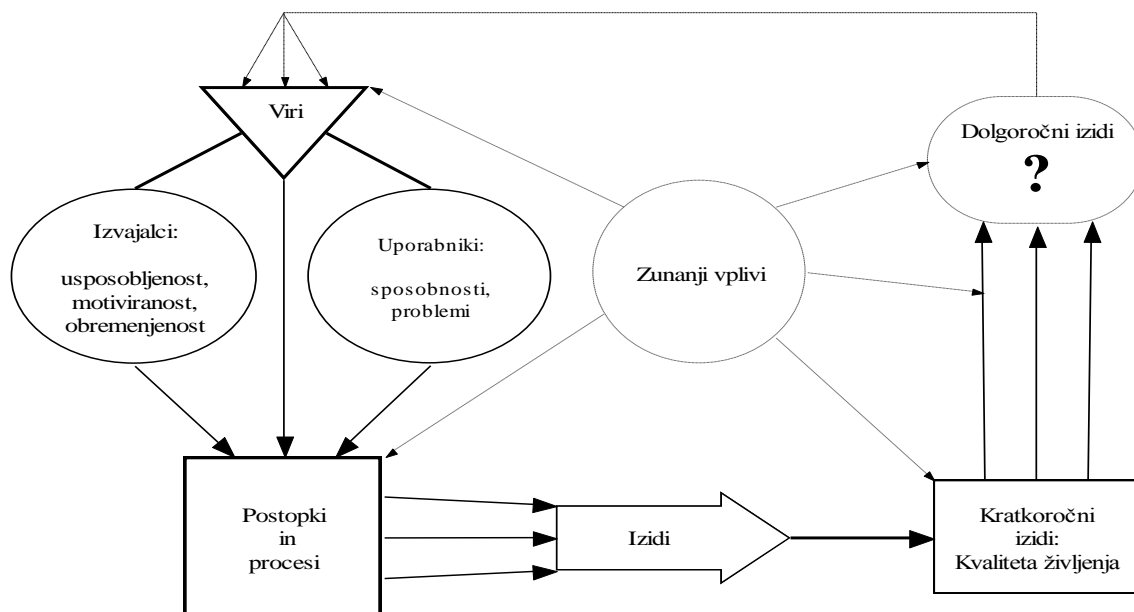 Viri
Dolgoročni izidi
?
Izvajalci:
usposobljenost,
motiviranost,
obremenjenost
Uporabniki:
sposobnosti,
problemi
Zunanji vplivi
Postopki
in
procesi
Izidi
Kratkoročni
izidi:
Kvaliteta življenja